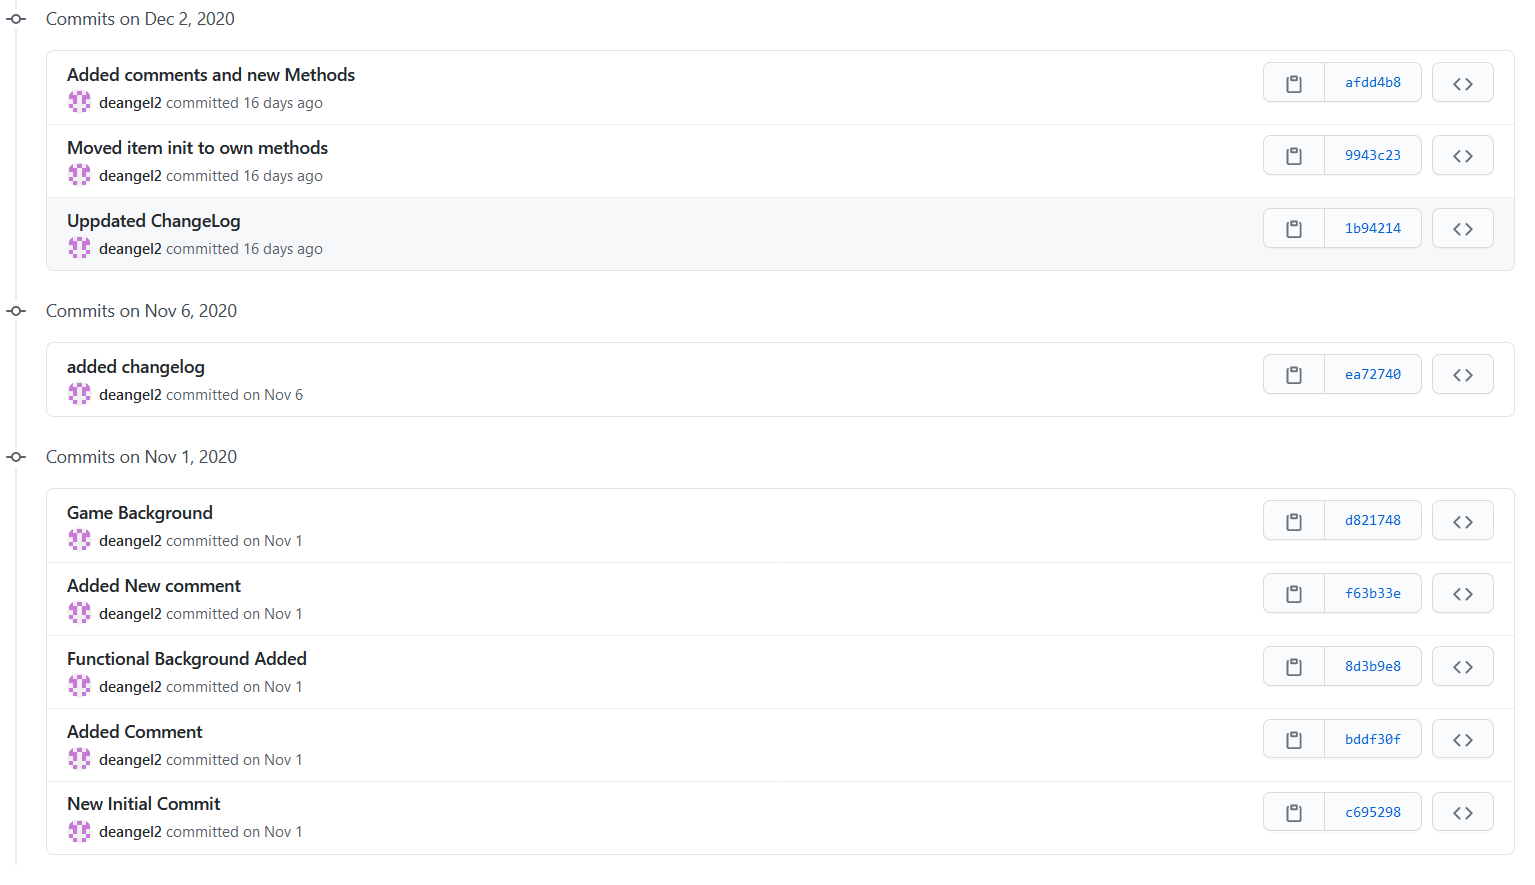 Commits on Dec 2, 2020
Added comments and new Methods
deangel2 committed 16 days ago
afdd4b8
Moved item init to own methods
deangel2 committed 16 days ago
9943c23
Uppdated ChangeLog
deangel2 committed 16 days ago
1b94214
Commits on Nov 6, 2020
added changelog
deangel2 committed on Nov 6
ea72740
Commits on Nov 1, 2020
Game Background
deangel2 committed on Nov 1
d821748
Added New comment
deangel2 committed on Nov 1
f63b33e
Functional Background Added
deangel2 committed on Nov 1
8d3b9e8
Added Comment
deangel2 committed on Nov 1
bddf30f
New Initial Commit
deangel2 committed on Nov 1
c695298